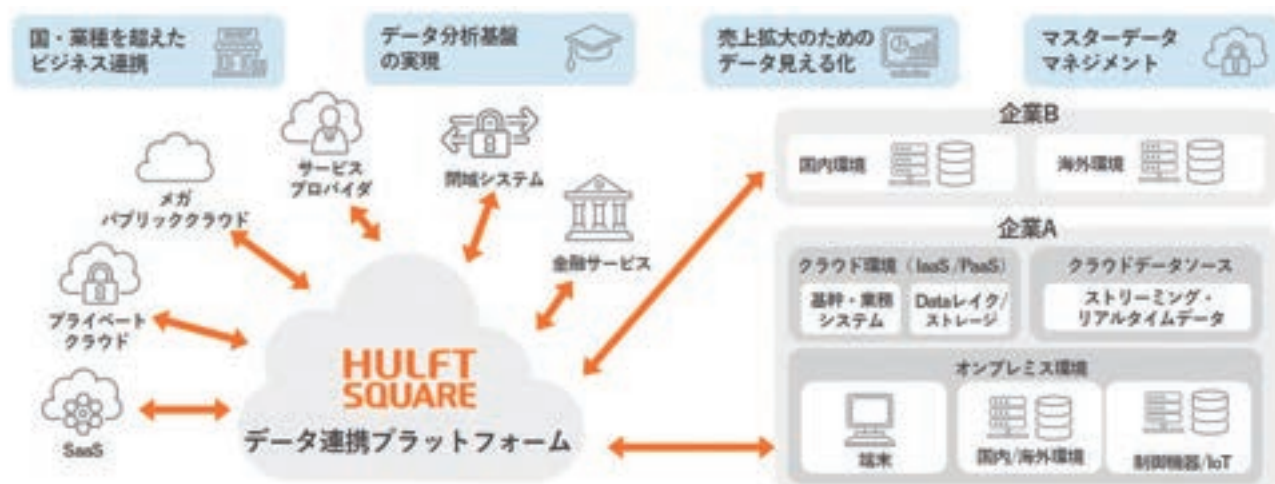 国・業種を超えた
ビジネス連携
データ分析基盤
の実現
売上拡大のための
データ見える化
マスターデータ
マネジメント
サービス
プロバイダ
閉域システム
メガ
パブリッククラウド
金融サービス
プライベート
クラウド
SaaS
HULFT
SQUARE
データ連携プラットフォーム
企業B
国内環境
海外環境
企業A
クラウド環境（IaaS/PaaS）
基幹・業務
システム
Dataレイク/
ストレージ
クラウドデータソース
ストリーミング・
リアルタイムデータ
オンプレミス環境
端末
国内/海外環境
制御機器/IoT